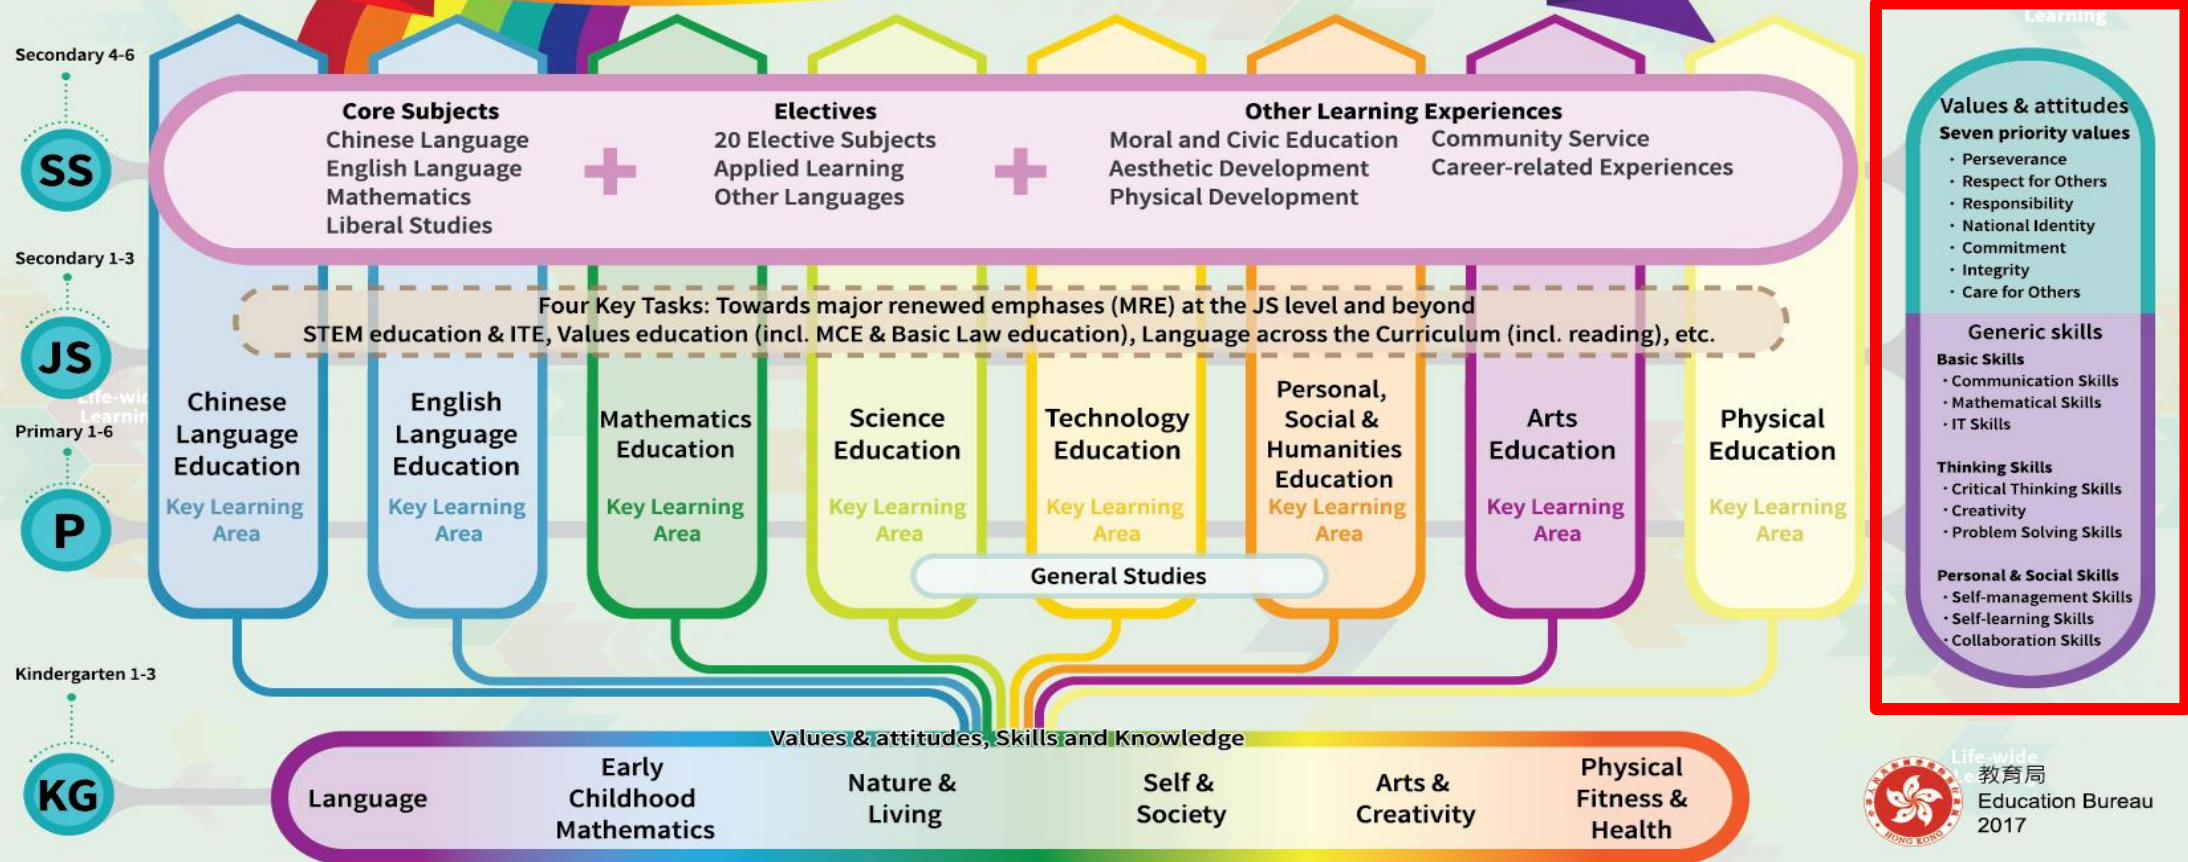 Learning
Secondary 4-6
SS
Core Subjects
Chinese Language
English Language
Mathematics
Liberal Studies
+
Electives
20 Elective Subjects
Applied Learning
Other Languages
+
Other Learning Experiences
Moral and Civic Education
Aesthetic Development
Physical Development
Community Service
Career-related Experiences
Secondary 1-3
JS
Four Key Tasks: Towards major renewed emphases (MRE) at the JS level and beyond
STEM education & ITE, Values education (incl. MCE & Basic Law education), Language across the Curriculum (incl. reading), etc.
Life-wide
Learning
Primary 1-6
P
Chinese
Language
Education
Key Learning
Area
English
Language
Education
Key Learning
Area
Mathematics
Education
Key Learning
Area
Science
Education
Key Learning
Area
Technology
Education
Key Learning
Area
Personal,
Social &
Humanities
Education
Key Learning
Area
Arts
Education
Key Learning
Area
Physical
Education
Key Learning
Area
General Studies
Kindergarten 1-3
KG
Values & attitudes, Skills and Knowledge
Language
Early
Childhood
Mathematics
Nature &
Living
Self &
Society
Arts &
Creativity
Physical
Fitness &
Health
Values & attitudes
Seven priority values
· Perseverance
· Respect for Others
· Responsibility
· National Identity
· Commitment
· Integrity
· Care for Others
Generic skills
Basic Skills
· Communication Skills
· Mathematical Skills
· IT Skills
Thinking Skills
· Critical Thinking Skills
· Creativity
· Problem Solving Skills
Personal & Social Skills
· Self-management Skills
· Self-learning Skills
· Collaboration Skills
Life-wide
教育局
Education Bureau
2017
HONG KONG